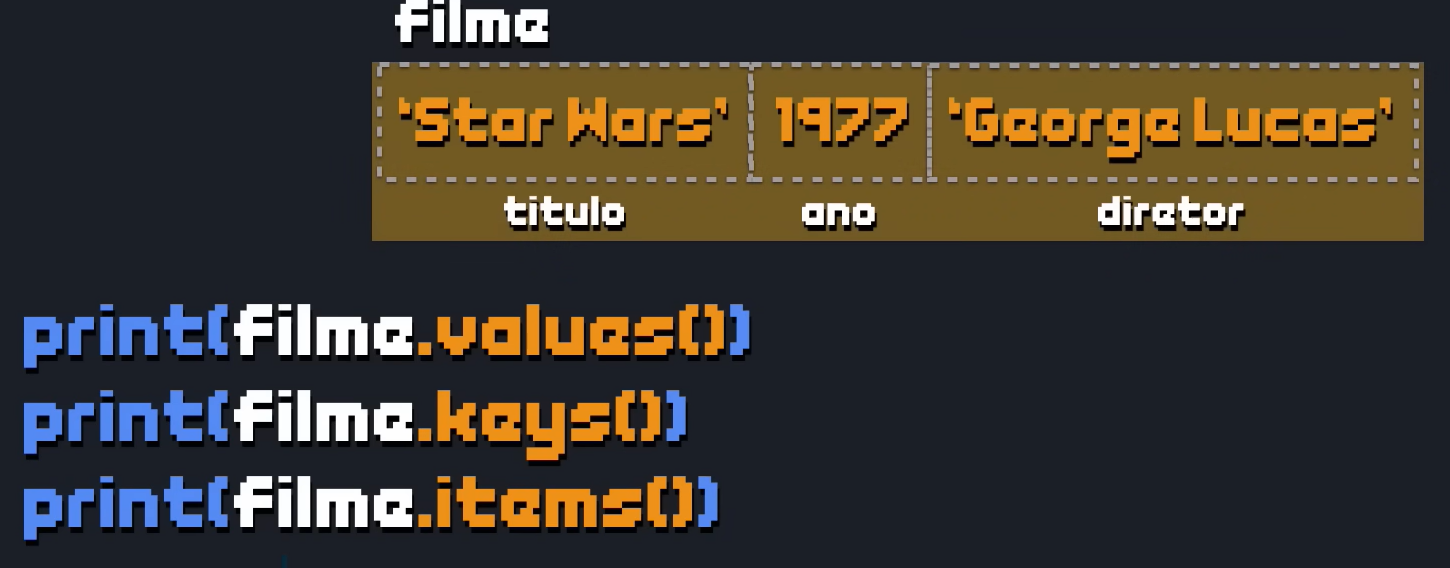 filme
'Star Wars' 1977 'George Lucas'
titulo ano diretor
print(filme.values())
print(filme.keys())
print(filme.items())